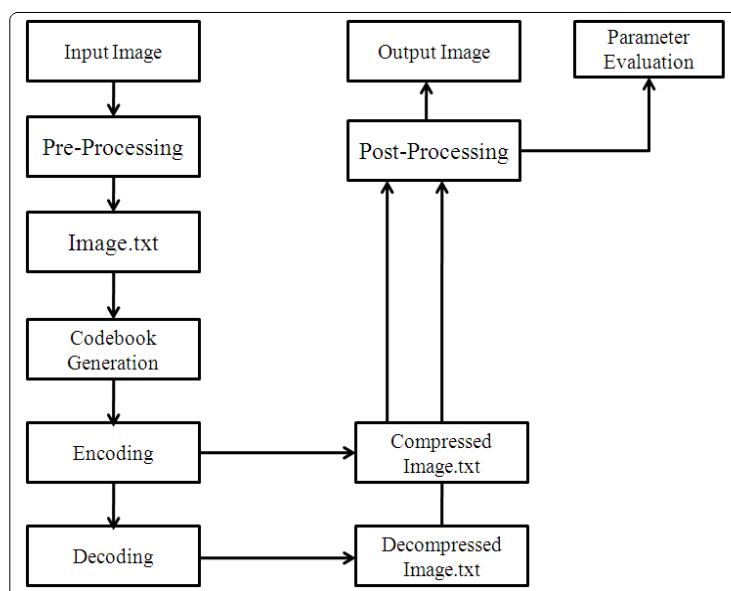 Input Image
Output Image
Parameter
Evaluation
Pre-Processing
Post-Processing
Image.txt
Codebook
Generation
Encoding
Compressed
Image.txt
Decoding
Decompressed
Image.txt